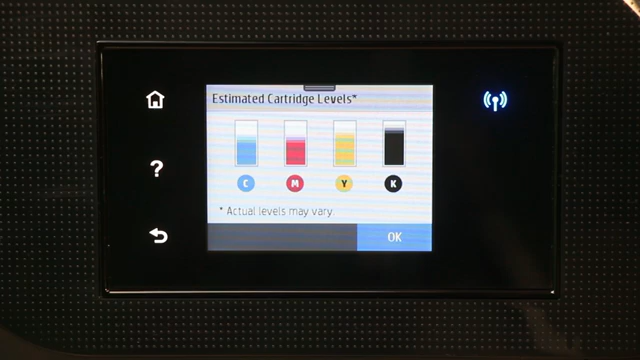 Estimated Cartridge Levels*
C M Y K
* Actual levels may vary.
OK
?